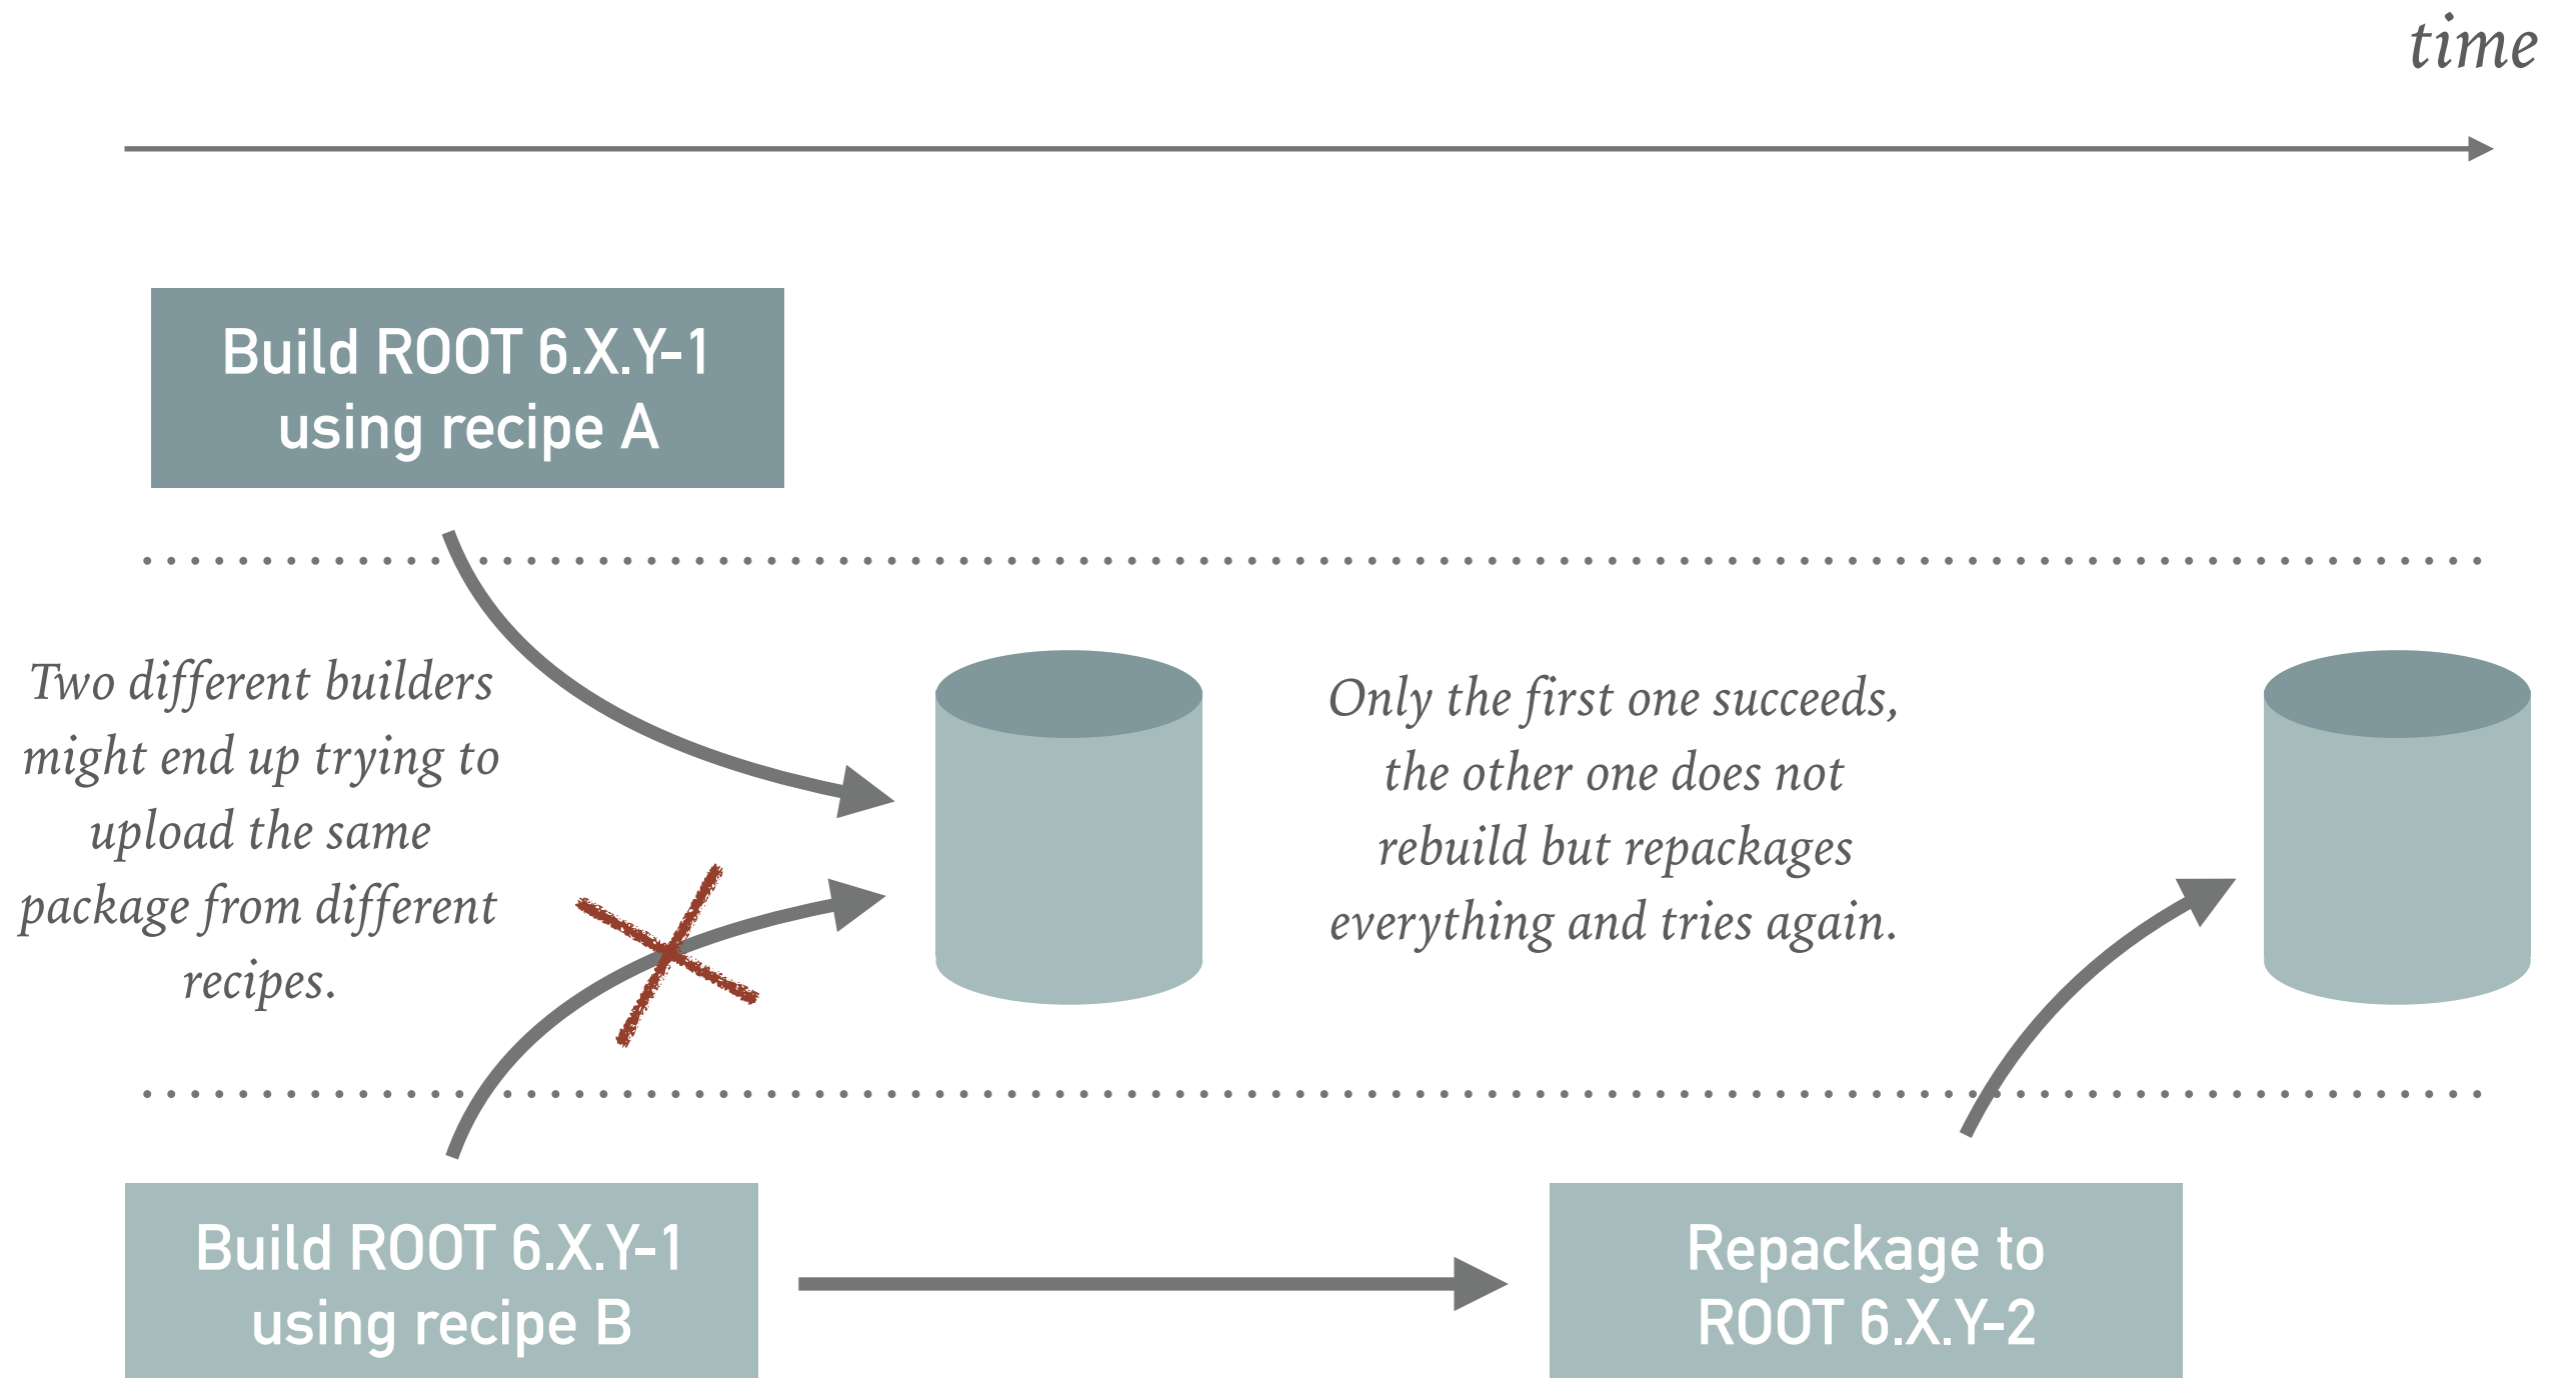 time
Build ROOT 6.X.Y-1
using recipe A
Two different builders
might end up trying to
upload the same
package from different
recipes.
Only the first one succeeds,
the other one does not
rebuild but repackages
everything and tries again.
Build ROOT 6.X.Y-1
using recipe B
Repackage to
ROOT 6.X.Y-2